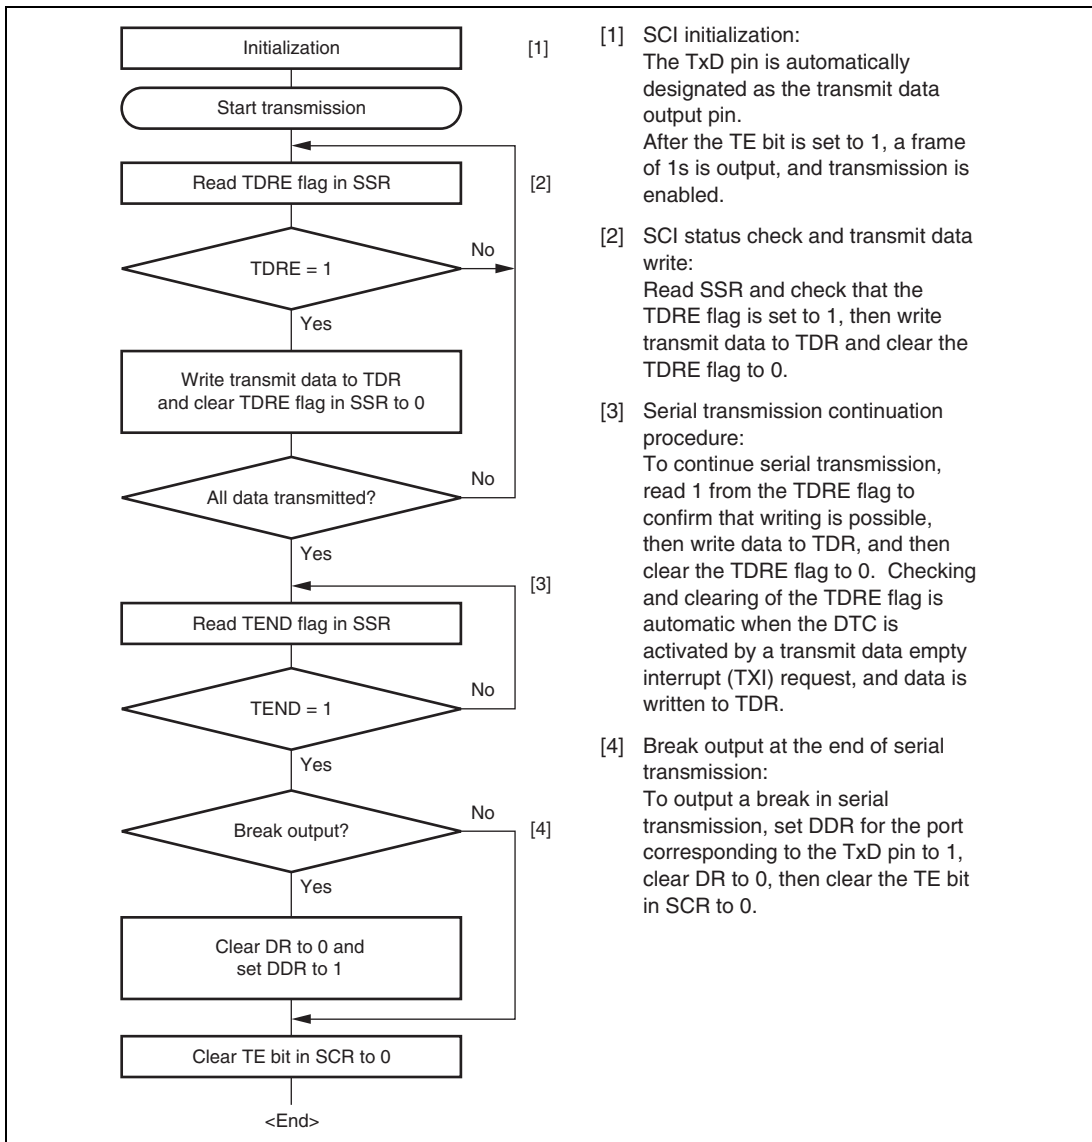 Initialization
[1]
Start transmission
Read TDRE flag in SSR
[2]
TDRE = 1
No
Yes
Write transmit data to TDR
and clear TDRE flag in SSR to 0
All data transmitted?
No
Yes
[3]
Read TEND flag in SSR
TEND = 1
No
Yes
Break output?
No
[4]
Yes
Clear DR to 0 and
set DDR to 1
Clear TE bit in SCR to 0
<End>
[1] SCI initialization:
The TxD pin is automatically
designated as the transmit data
output pin.
After the TE bit is set to 1, a frame
of 1s is output, and transmission is
enabled.
[2] SCI status check and transmit data
write:
Read SSR and check that the
TDRE flag is set to 1, then write
transmit data to TDR and clear the
TDRE flag to 0.
[3] Serial transmission continuation
procedure:
To continue serial transmission,
read 1 from the TDRE flag to
confirm that writing is possible,
then write data to TDR, and then
clear the TDRE flag to 0.  Checking
and clearing of the TDRE flag is
automatic when the DTC is
activated by a transmit data empty
interrupt (TXI) request, and data is
written to TDR.
[4] Break output at the end of serial
transmission:
To output a break in serial
transmission, set DDR for the port
corresponding to the TxD pin to 1,
clear DR to 0, then clear the TE bit
in SCR to 0.